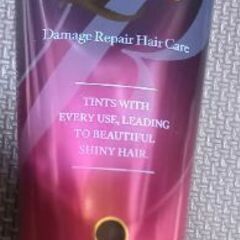 Damage Repair Hair Care
TINTS WITH
EVERY USE, LEADING
TO BEAUTIFUL
SHINY HAIR.